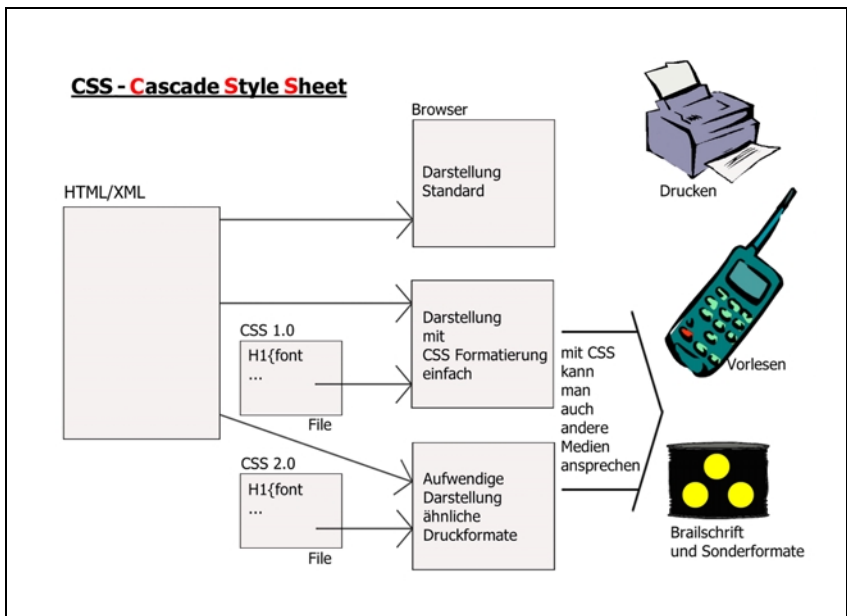 CSS - Cascade Style Sheet
Browser
Darstellung
Standard
Drucken
HTML/XML
CSS 1.0
H1{font
...
File
Darstellung
mit
CSS Formatierung
einfach
mit CSS
kann
man
auch
andere
Medien
ansprechen
Vorlesen
CSS 2.0
H1{font
...
File
Aufwendige
Darstellung
ähnliche
Druckformate
Brailschrift
und Sonderformate